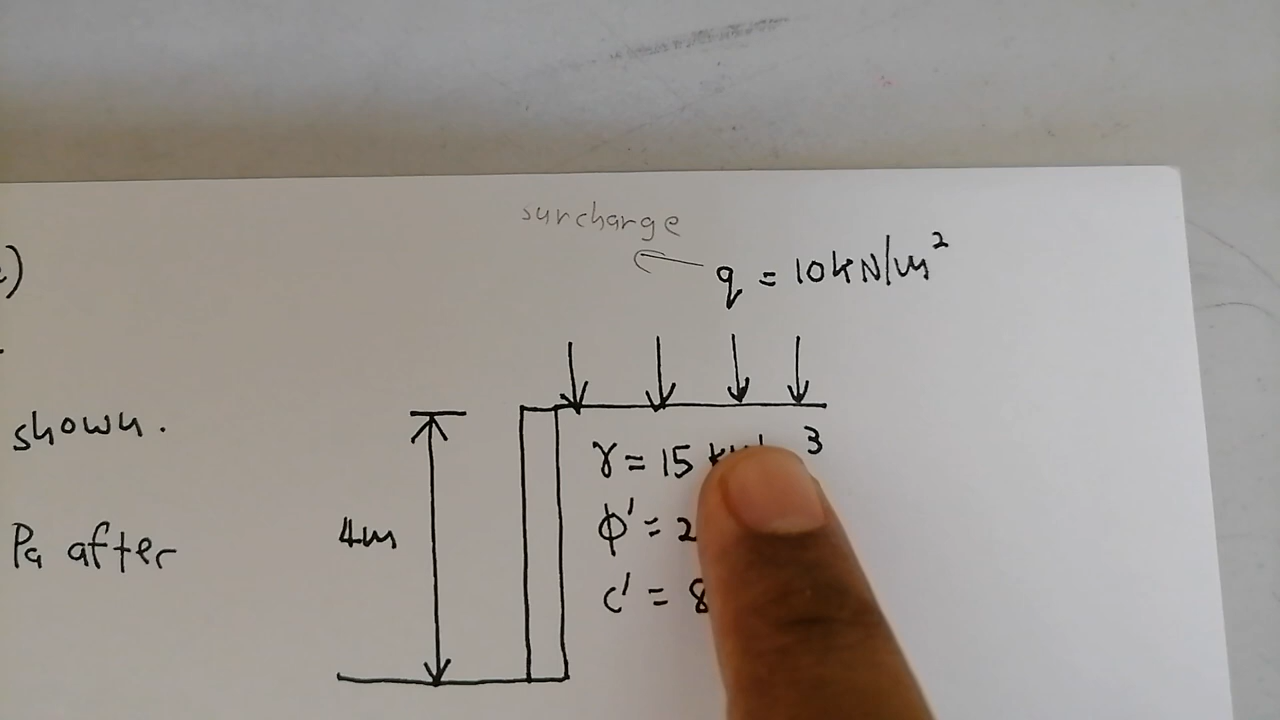 surcharge
q = 10kN/m²
shown.
γ = 15 3
4m
Pa after
ϕ' = 2
c' = 8